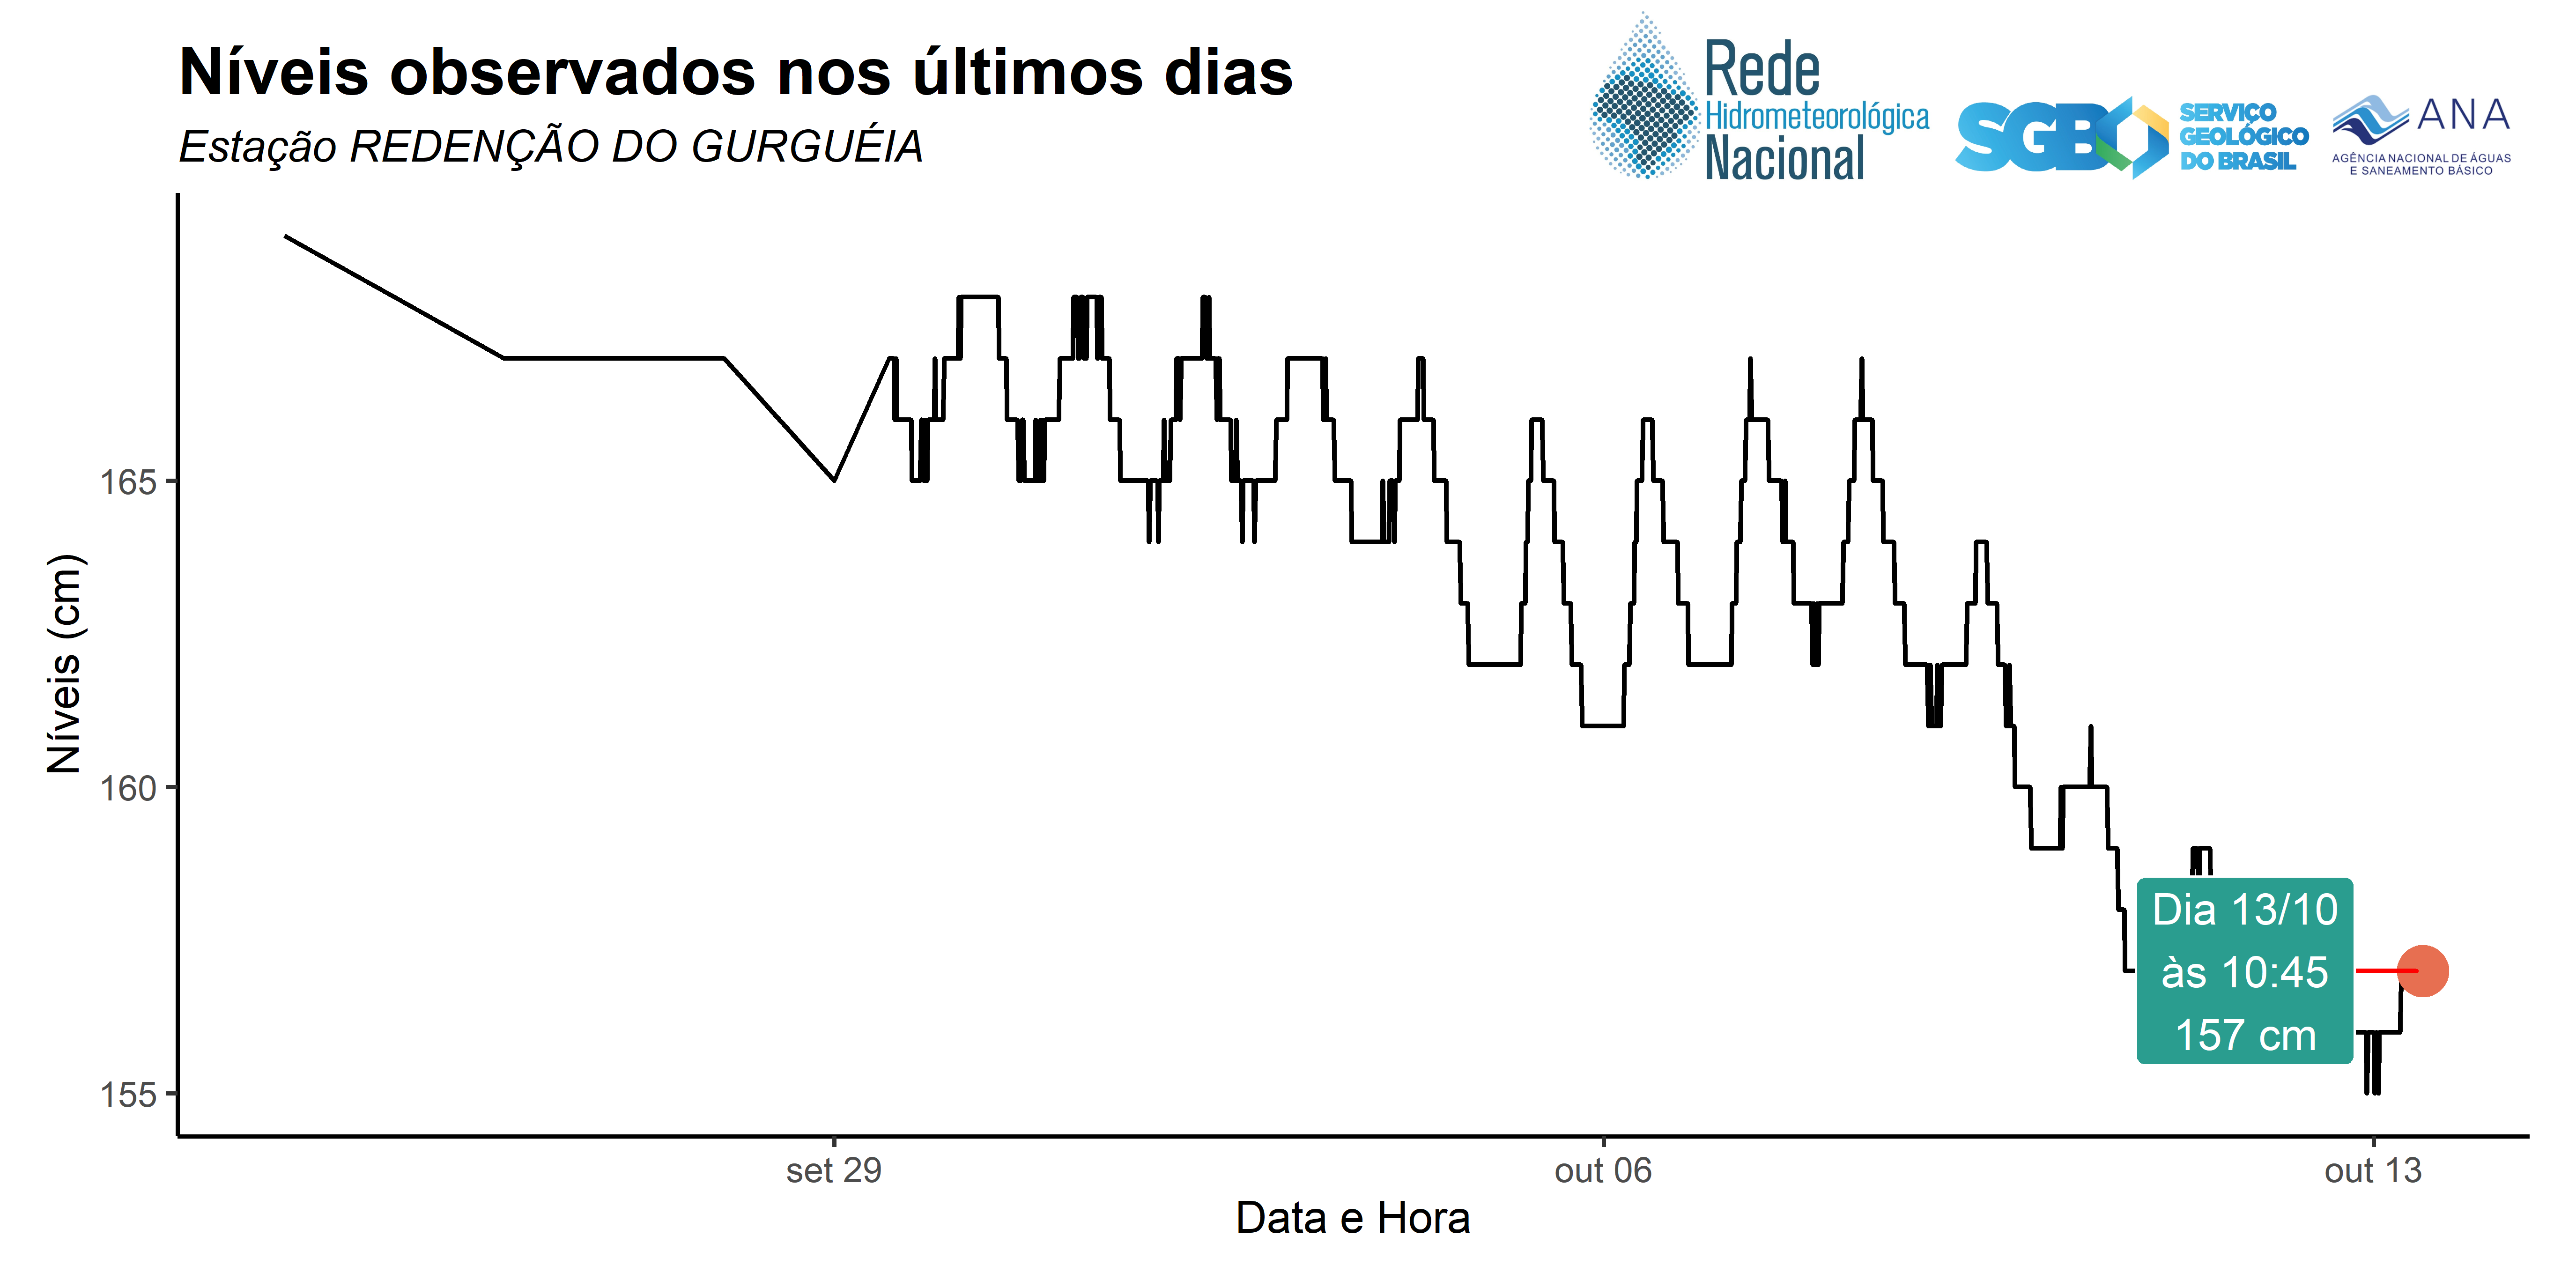 Níveis observados nos últimos dias
Estação REDENÇÃO DO GURGUÉIA
Rede
Hidrometeorológica
Nacional
SGB
SERVIÇO
GEOLÓGICO
DO BRASIL
ANA
AGÊNCIA NACIONAL DE ÁGUAS
E SANEAMENTO BÁSICO
Níveis (cm)
165
160
155
Dia 13/10
às 10:45
157 cm
set 29
out 06
out 13
Data e Hora